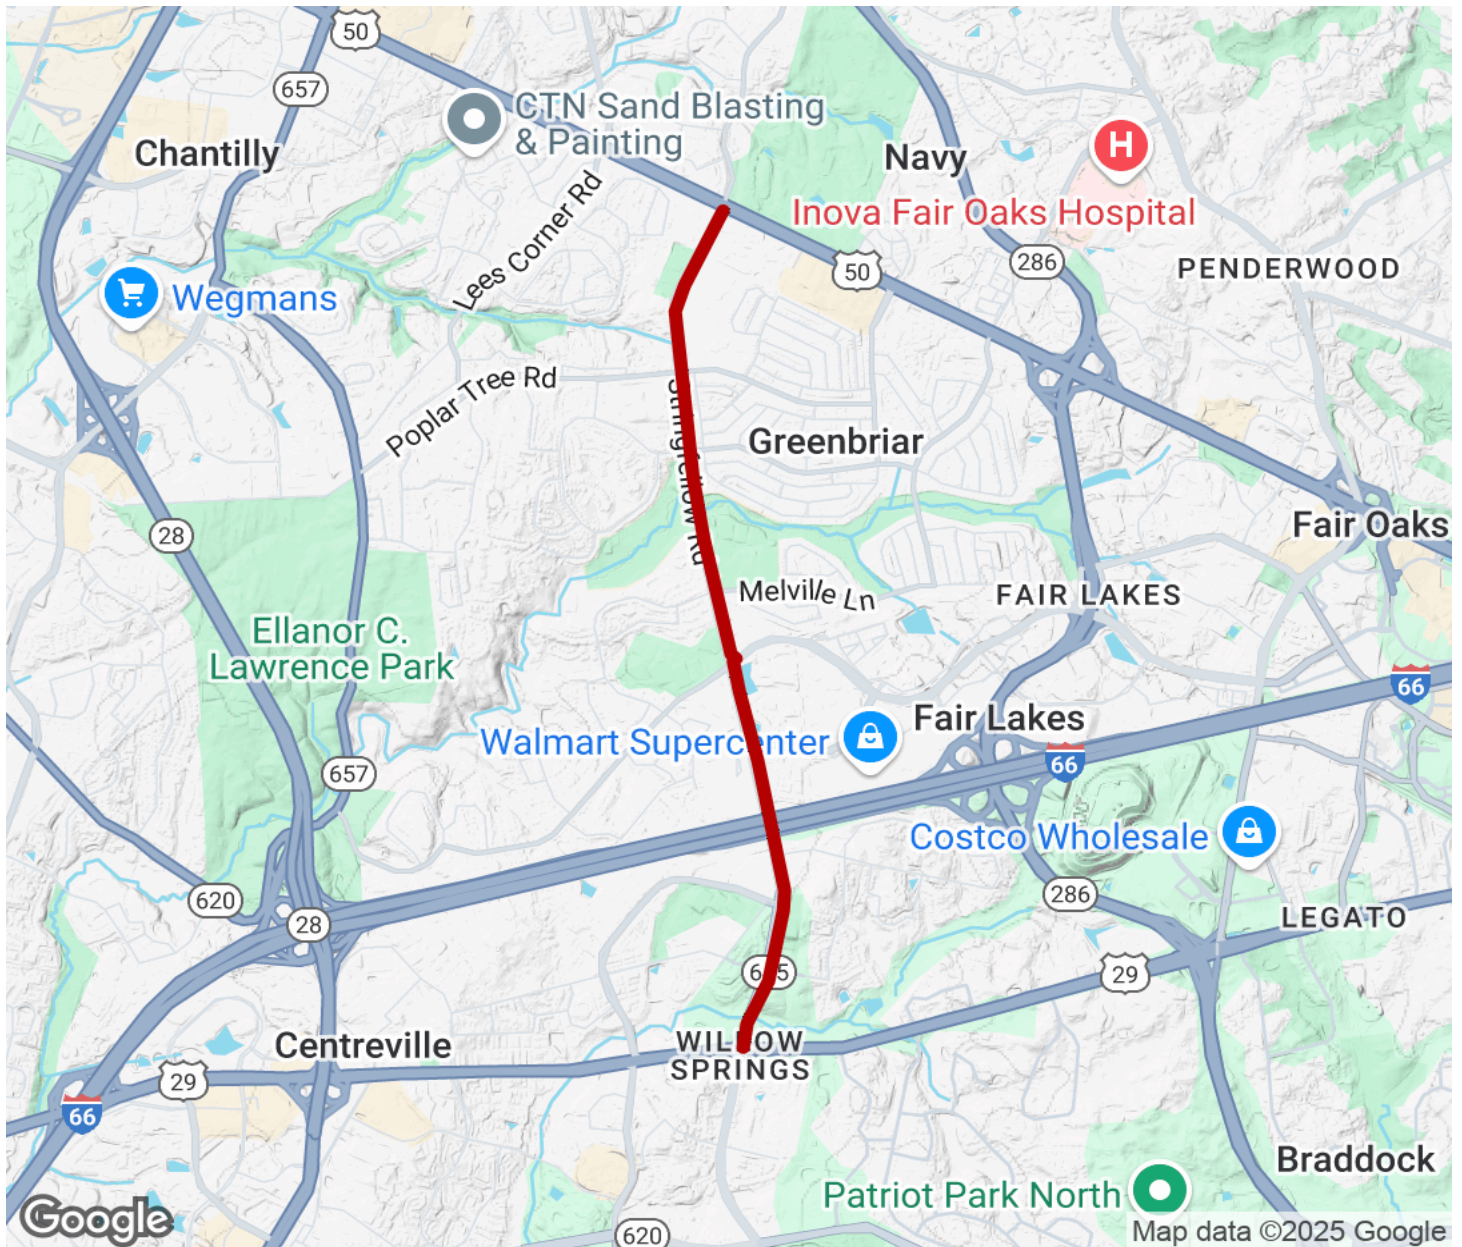 50
657
CTN Sand Blasting
& Painting
Chantilly
Navy
H
Lees Corner Rd
Inova Fair Oaks Hospital
50
286
PENDERWOOD
Wegmans
Poplar Tree Rd
Stringfellow Rd
Greenbriar
28
Fair Oaks
Melville Ln
FAIR LAKES
Ellanor C.
Lawrence Park
66
Fair Lakes
Walmart Supercenter
66
657
Costco Wholesale
286
620
28
LEGATO
29
Centreville
WILLOW
SPRINGS
29
66
Braddock
Patriot Park North
Google
620
Map data ©2025 Google